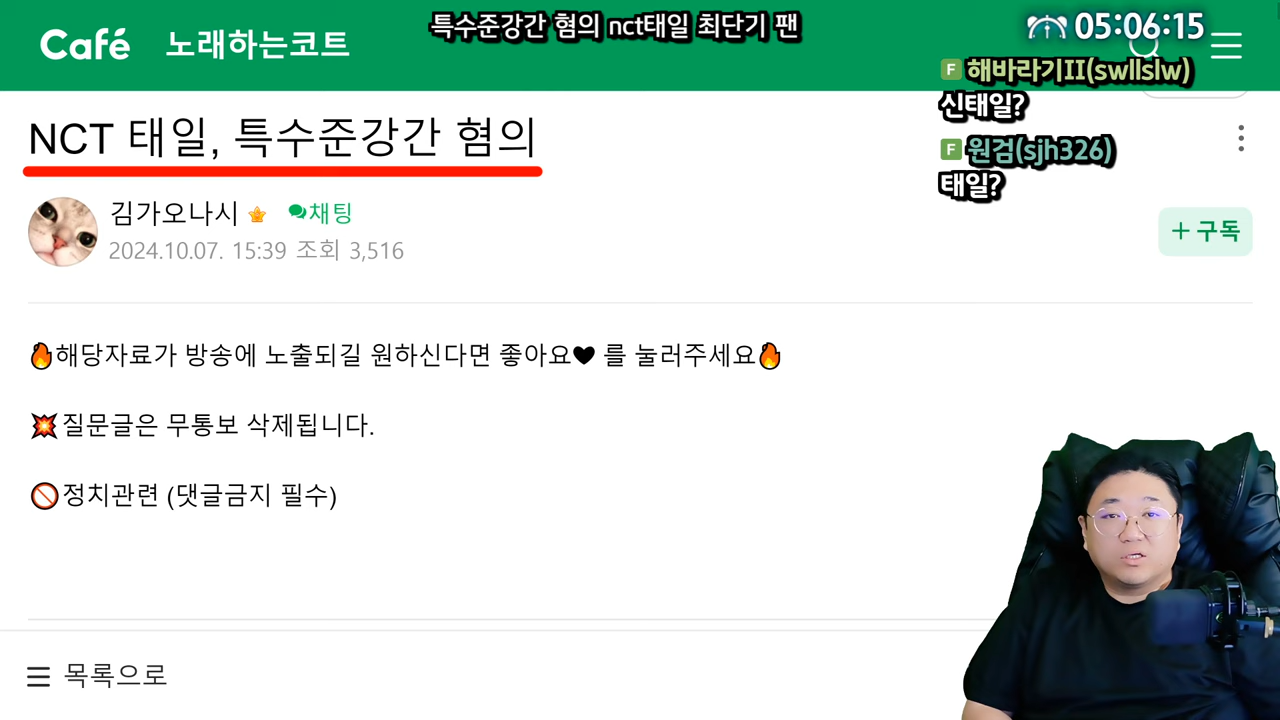 Café 노래하는코트
특수준강간 혐의 nct태일 최단기 팬
05:06:15
F 해바라기II(swllslw)
신태일?
F 원검(sjh326)
태일?
NCT 태일, 특수준강간 혐의
김가오나시 채팅
2024.10.07. 15:39 조회 3,516
+ 구독
🔥해당자료가 방송에 노출되길 원하신다면 좋아요🖤 를 눌러주세요🔥
💥질문글은 무통보 삭제됩니다.
🚫정치관련 (댓글금지 필수)
목록으로